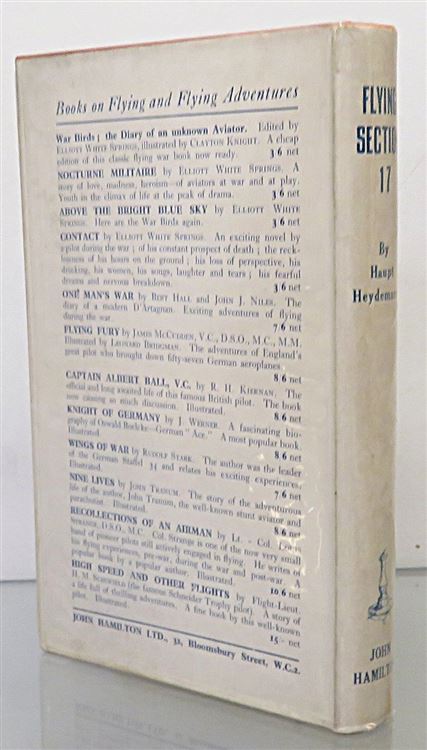 Books on Flying and Flying Adventures
War Birds; the Diary of an unknown Aviator. Edited by
ELLIOTT WHITE SPRINGS, illustrated by CLAYTON KNIGHT. A cheap
edition of this classic flying war book now ready. 3/6 net
NOCTURNE MILITAIRE by ELLIOTT WHITE SPRINGS. A
story of love, madness, heroism—of aviators at war and at play.
Youth in the climax of life at the peak of drama. 3/6 net
ABOVE THE BRIGHT BLUE SKY by ELLIOTT WHITE
SPRINGS. Here are the War Birds again. 3/6 net
CONTACT by ELLIOTT WHITE SPRINGS. An exciting novel by
a pilot during the war; of his constant prospect of death; the reck-
lessness of his hours on the ground; his loss of perspective, his
drinking, his women, his songs, laughter and tears; his fearful
dreams and nervous breakdown. 3/6 net
ONE MAN'S WAR by BERT HALL and JOHN J. NILES. The
diary of a modern D'Artagnan. Exciting adventures of flying
during the war. 7/6 net
FLYING FURY by JAMES MCCUDDEN, V.C., D.S.O., M.C., M.M.
Illustrated by LEONARD BRIDGMAN. The adventures of England's
great pilot who brought down fifty-seven German aeroplanes.
8/6 net
CAPTAIN ALBERT BALL, V.C. by R. H. KIERNAN. The
official and long awaited life of this famous British pilot. The book
now causing so much discussion. Illustrated. 8/6 net
KNIGHT OF GERMANY by J. WERNER. A fascinating bio-
graphy of Oswald Boelcke—German "Ace." A most popular book.
Illustrated. 8/6 net
WINGS OF WAR by RUDOLF STARK. The author was the leader
of the German Staffel 34 and relates his exciting experiences.
Illustrated. 7/6 net
NINE LIVES by JOHN TRANUM. The story of the adventurous
life of the author, John Tranum, the well-known stunt aviator and
parachutist. Illustrated. 8/6 net
RECOLLECTIONS OF AN AIRMAN by Lt.-Col. Louis
STRANGE, D.S.O., M.C. Col. Strange is one of the now very small
band of pioneer pilots still actively engaged in flying. He writes of
his flying experiences, pre-war, during the war and post-war. A
popular book by a popular author. Illustrated. 10/6 net
HIGH SPEED AND OTHER FLIGHTS by Flight-Lieut.
H. M. SCHOFIELD (the famous Schneider Trophy pilot). A story of
a life full of thrilling adventures. A fine book by this well-known
pilot. Illustrated. 15/- net
JOHN HAMILTON LTD., 32, Bloomsbury Street, W.C.2.
FLYING
SECTION
17
By
Haupt
Heydemar
JOHN
HAMILTON